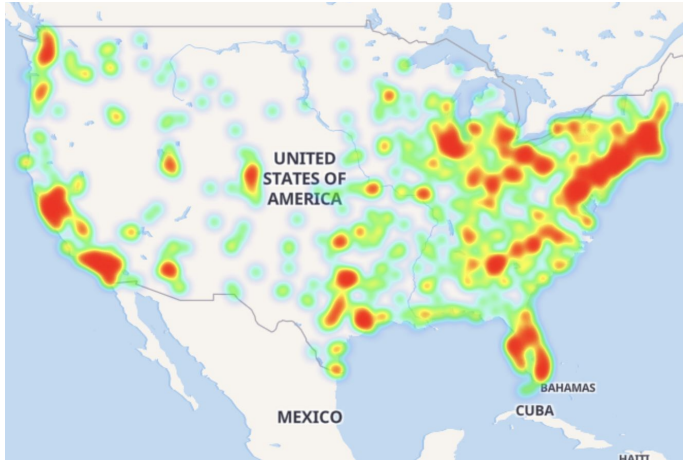 UNITED
STATES OF
AMERICA
MEXICO
BAHAMAS
CUBA
HAITI